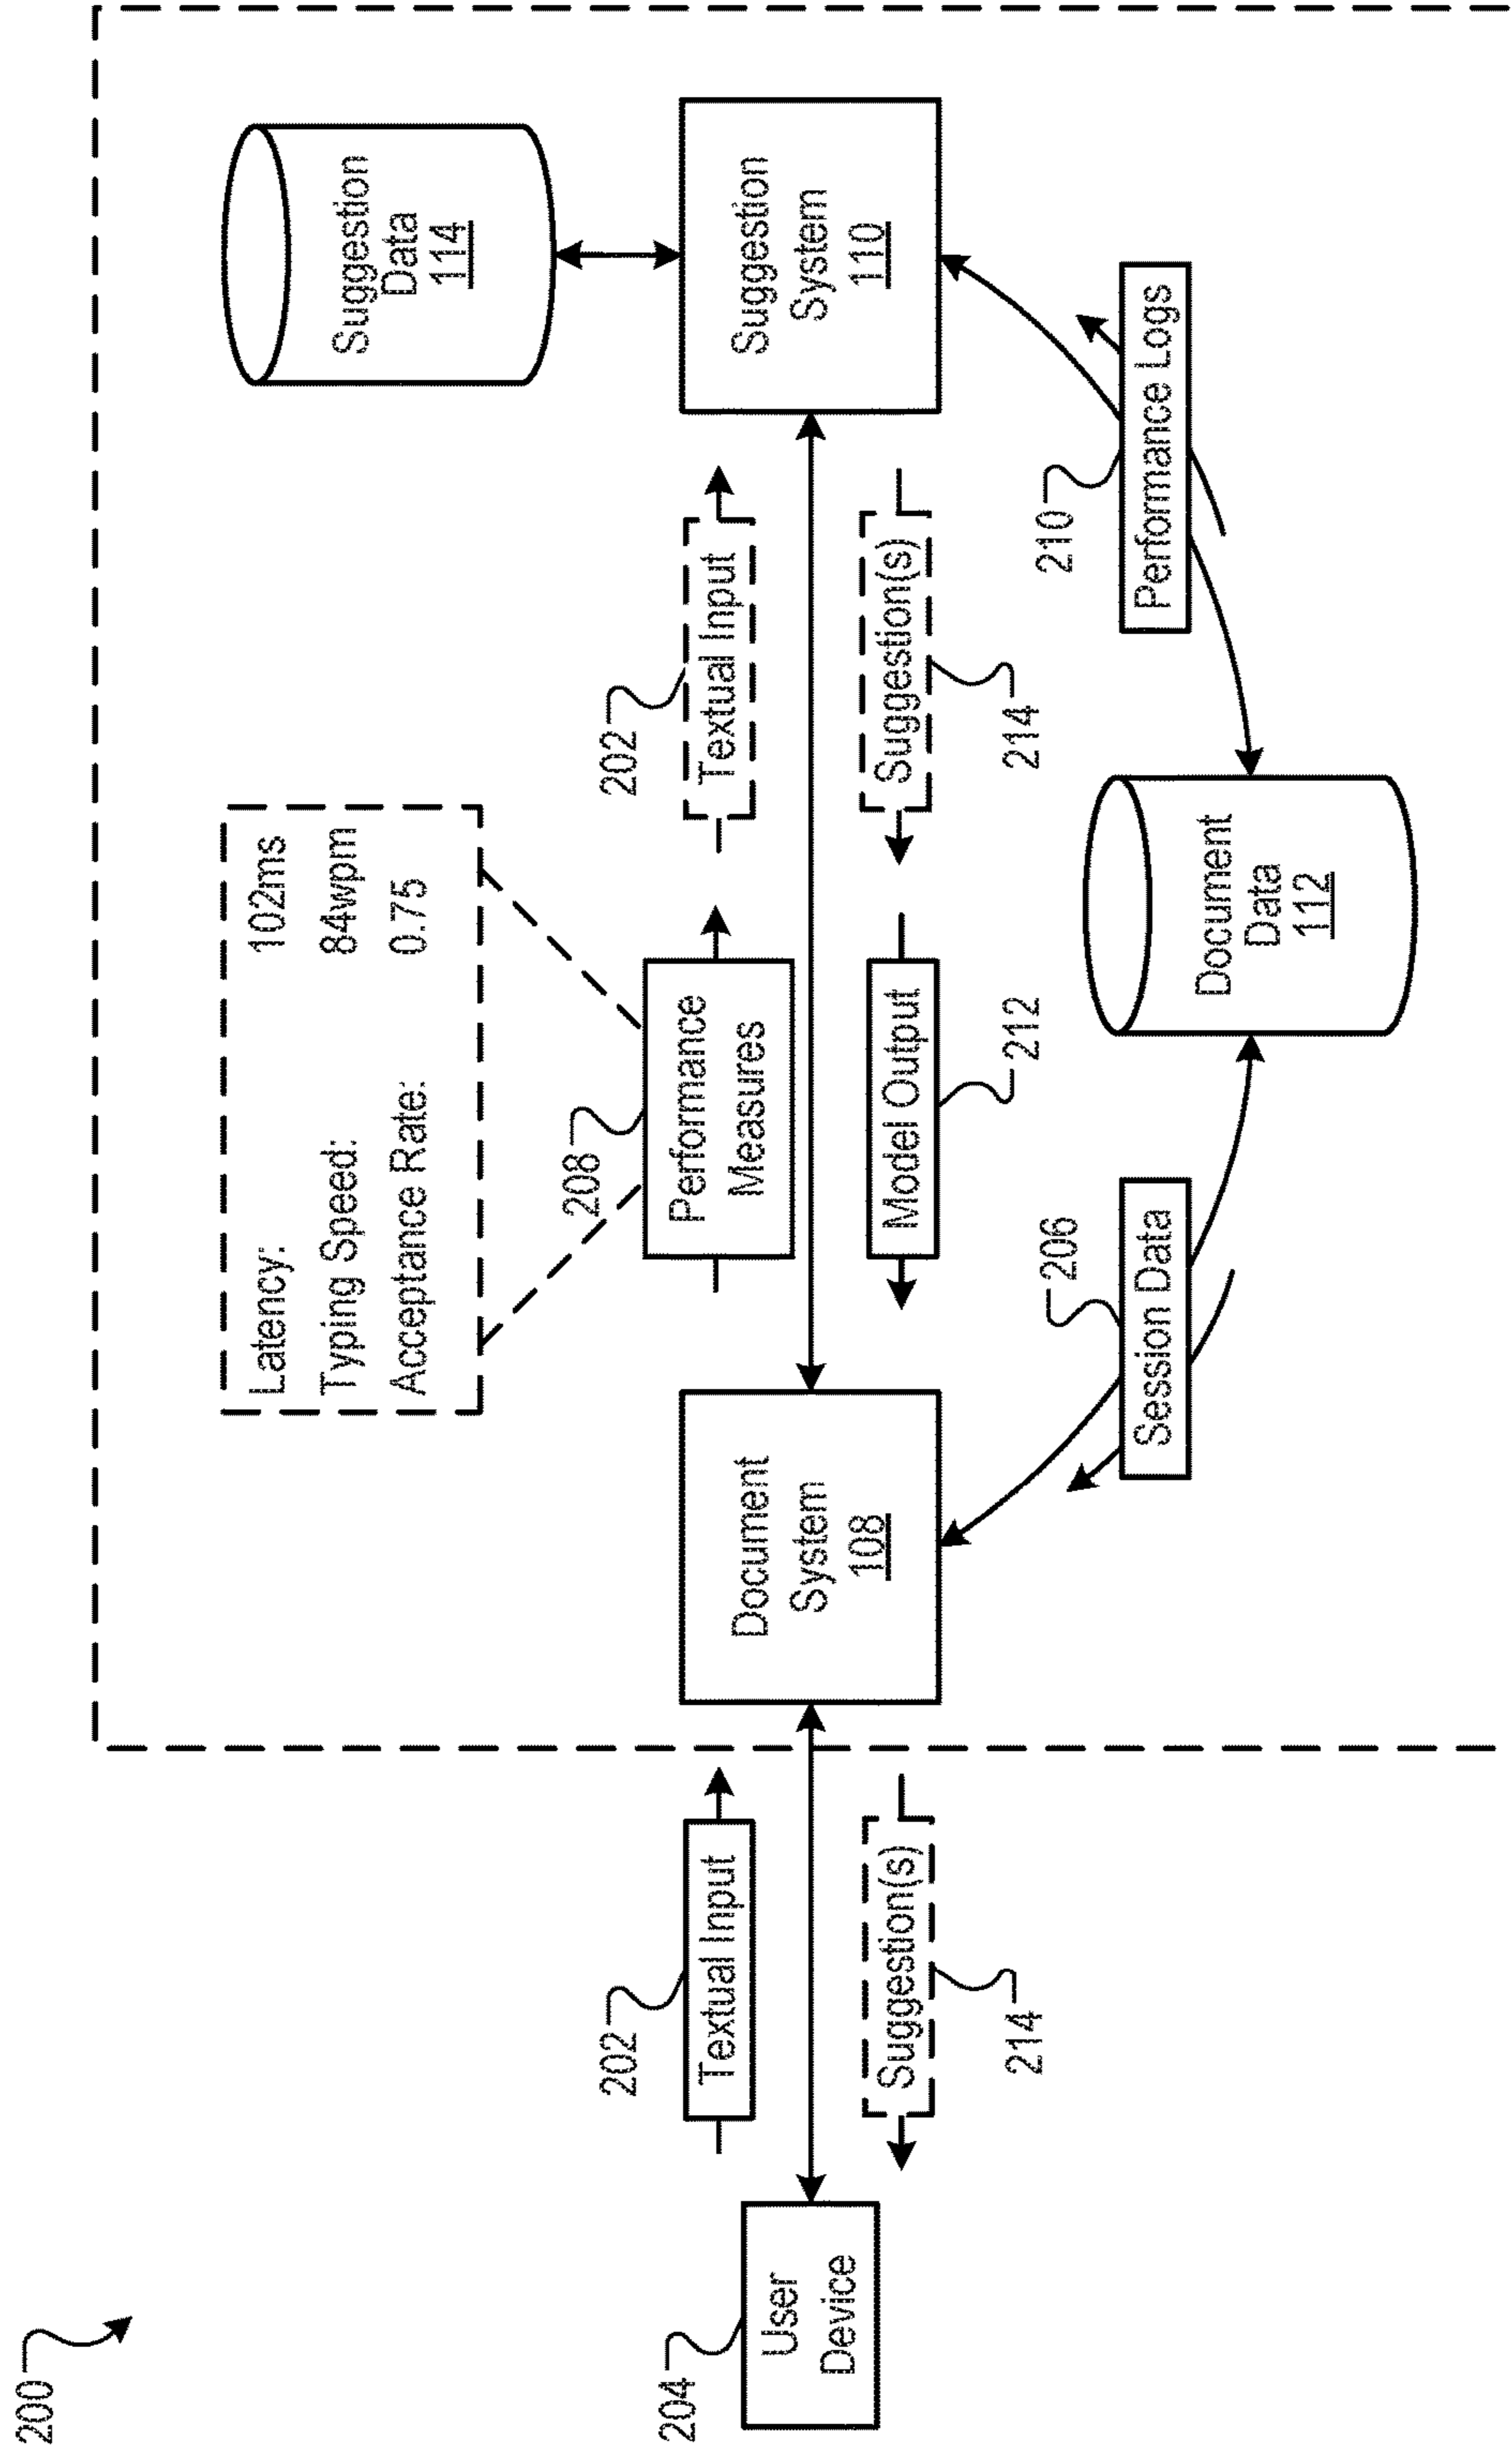 200
Latency: 102ms
Typing Speed: 84wpm
Acceptance Rate: 0.75
Suggestion
Data
114
208
202
202
204
Textual Input
Performance
Measures
Textual Input
User
Device
Document
System
108
Suggestion
System
110
Suggestion(s)
214
Model Output
212
Suggestion(s)
214
206
Session Data
210
Performance Logs
Document
Data
112